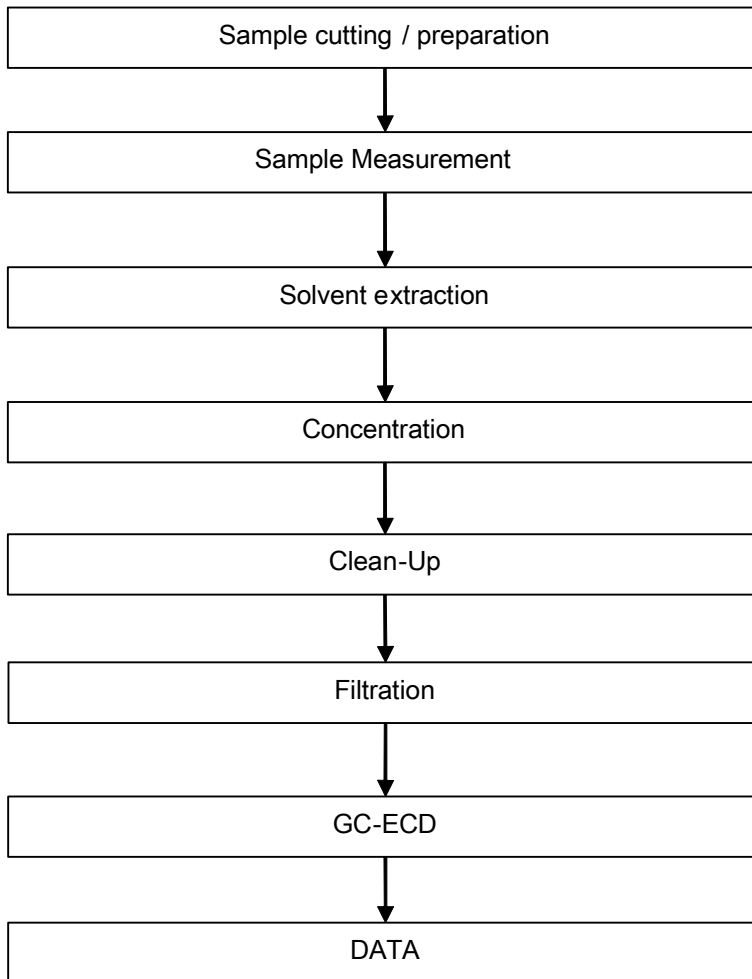 Sample cutting / preparation
Sample Measurement
Solvent extraction
Concentration
Clean-Up
Filtration
GC-ECD
DATA